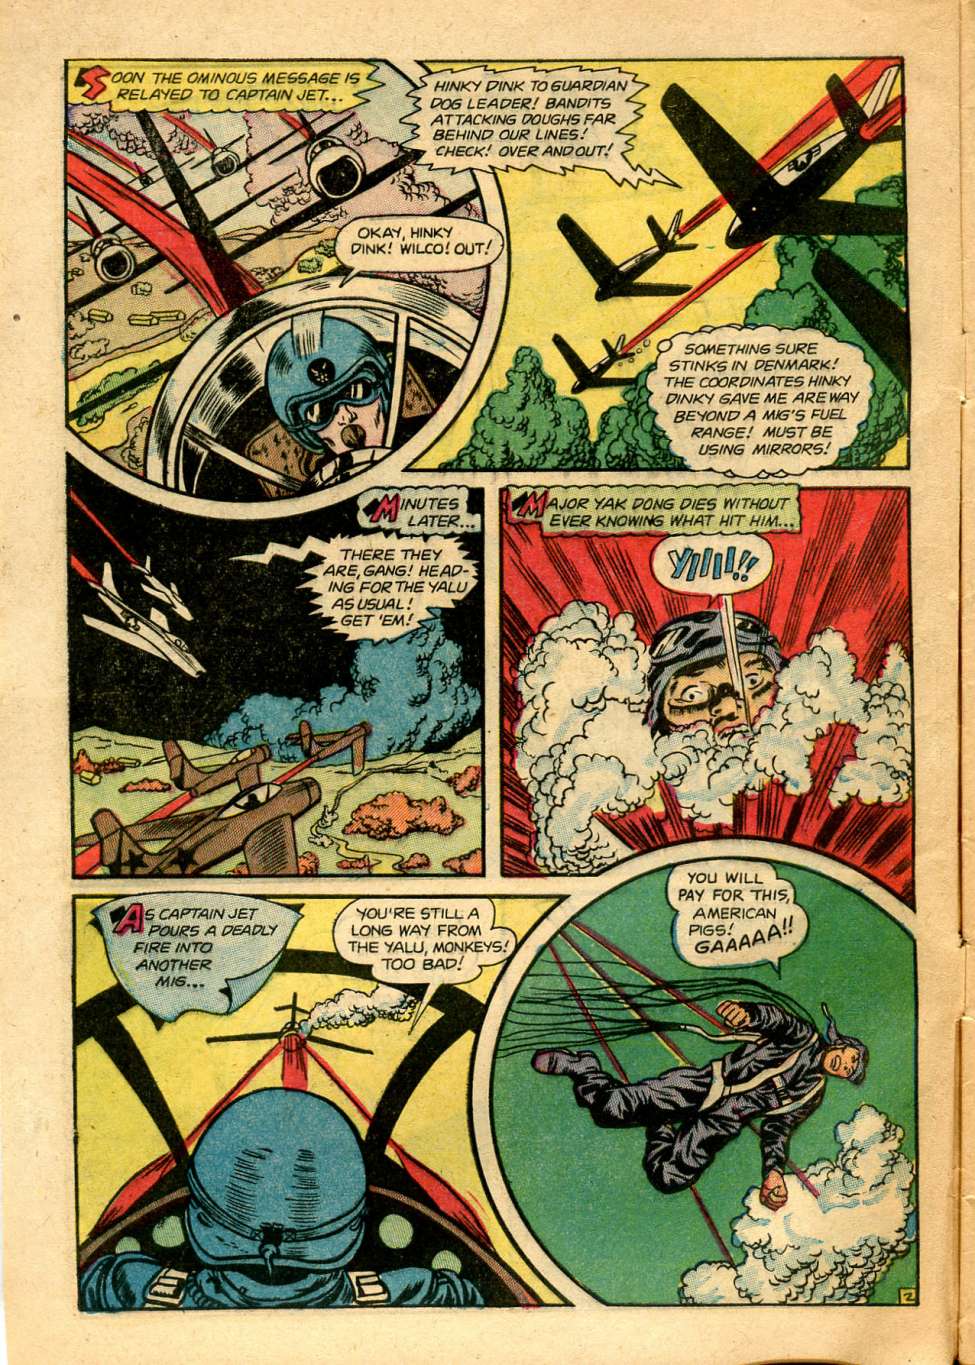 SOON THE OMINOUS MESSAGE IS
RELAYED TO CAPTAIN JET...
HINKY DINK TO GUARDIAN
DOG LEADER! BANDITS
ATTACKING DOUGHS FAR
BEHIND OUR LINES!
CHECK! OVER AND OUT!
OKAY, HINKY
DINK! WILCO! OUT!
SOMETHING SURE
STINKS IN DENMARK!
THE COORDINATES HINKY
DINKY GAVE ME ARE WAY
BEYOND A MIG'S FUEL
RANGE! MUST BE
USING MIRRORS!
MINUTES
LATER...
THERE THEY
ARE, GANG! HEAD-
ING FOR THE YALU
AS USUAL!
GET 'EM!
MAJOR YAK DONG DIES WITHOUT
EVER KNOWING WHAT HIT HIM...
YIIII!!
AS CAPTAIN JET
POURS A DEADLY
FIRE INTO
ANOTHER
MIG...
YOU'RE STILL A
LONG WAY FROM
THE YALU, MONKEYS!
TOO BAD!
YOU WILL
PAY FOR THIS,
AMERICAN
PIGS!
GAAAAA!!
2